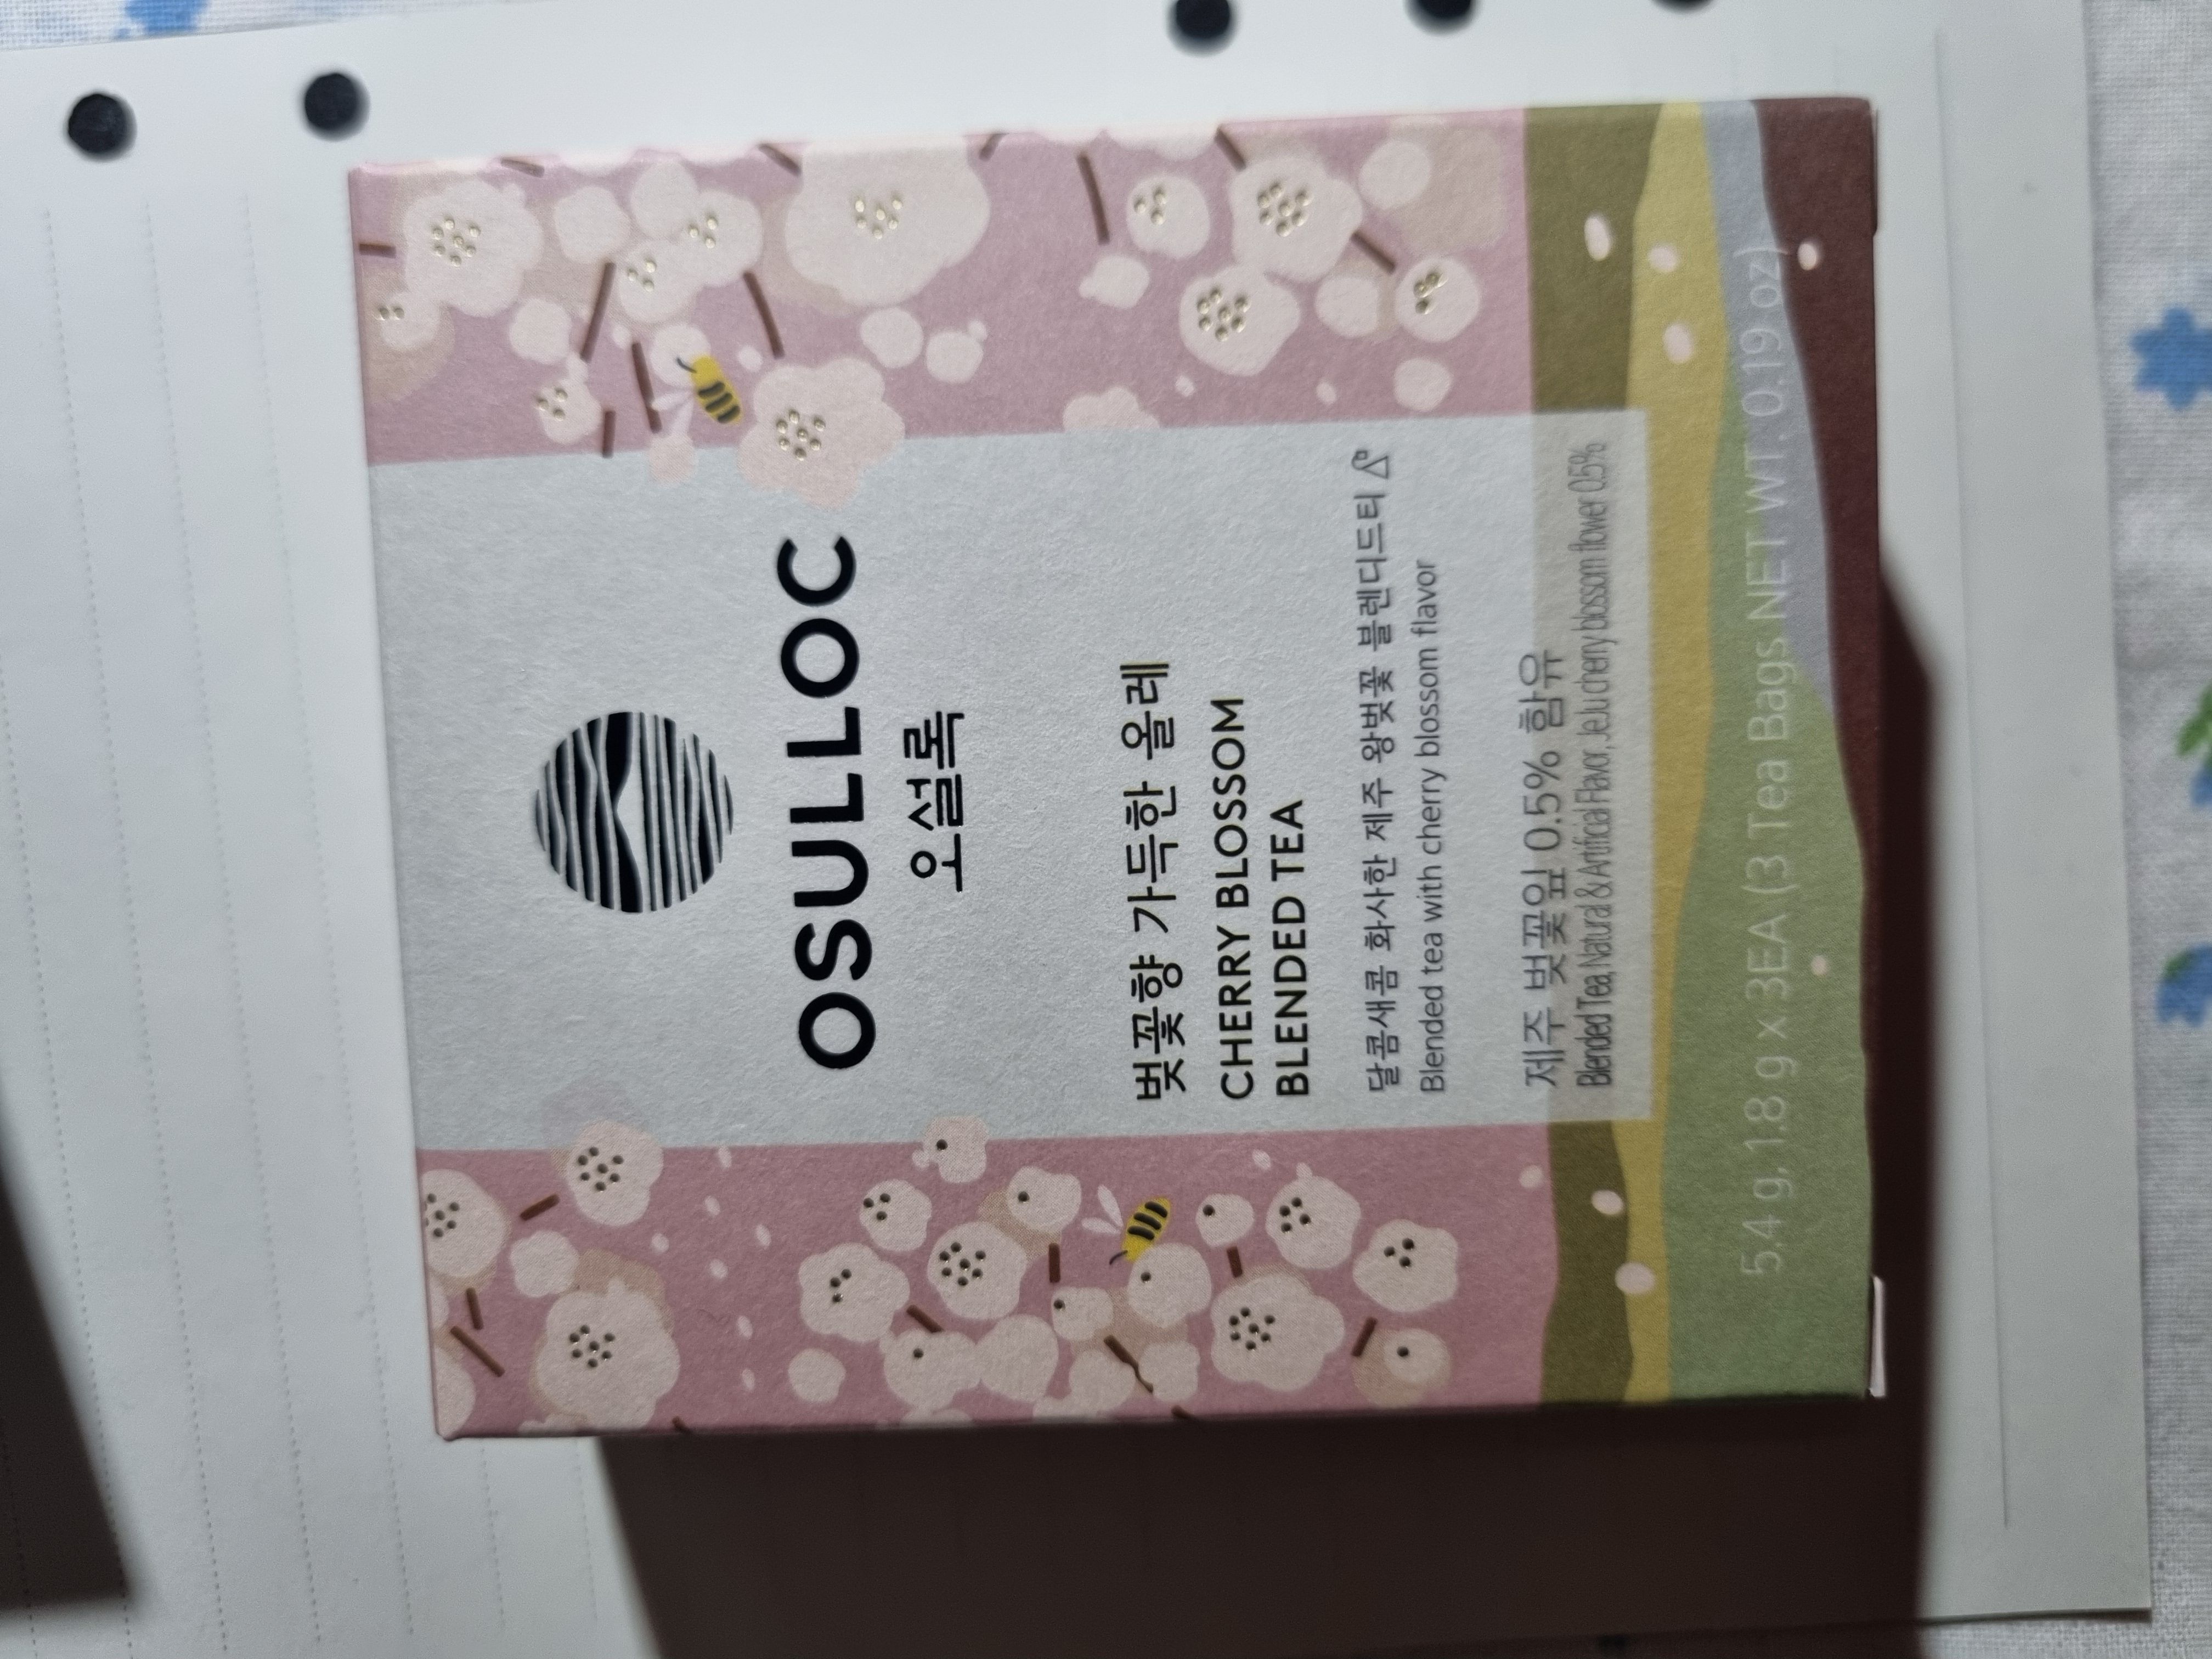 OSULLOC
오설록
벚꽃향 가득한 올레
CHERRY BLOSSOM
BLENDED TEA
달콤새콤 화사한 제주 왕벚꽃 블렌디드티
Blended tea with cherry blossom flavor
제주 벚꽃잎 0.5% 함유
Blended Tea, Natural & Artificial Flavor, Jeju cherry blossom flower 0.5%
5.4 g, 1.8 g x 3EA (3 Tea Bags NET WT. 0.19 oz)